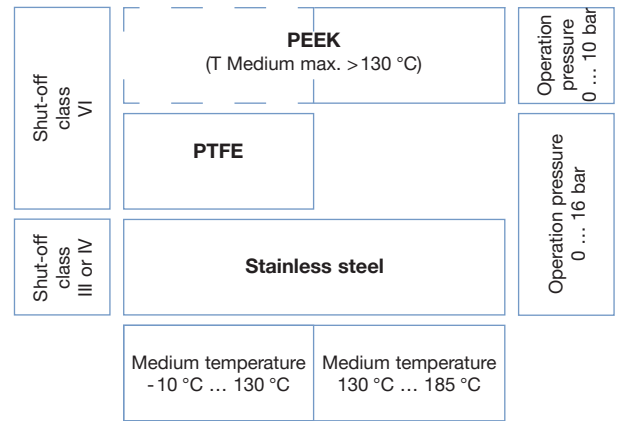 Shut-off
class
VI
PEEK
(T Medium max. > 130 °C)
Operation
pressure
0 … 10 bar
PTFE
Operation pressure
0 … 16 bar
Shut-off
class
III or IV
Stainless steel
Medium temperature
- 10 °C … 130 °C
Medium temperature
130 °C … 185 °C